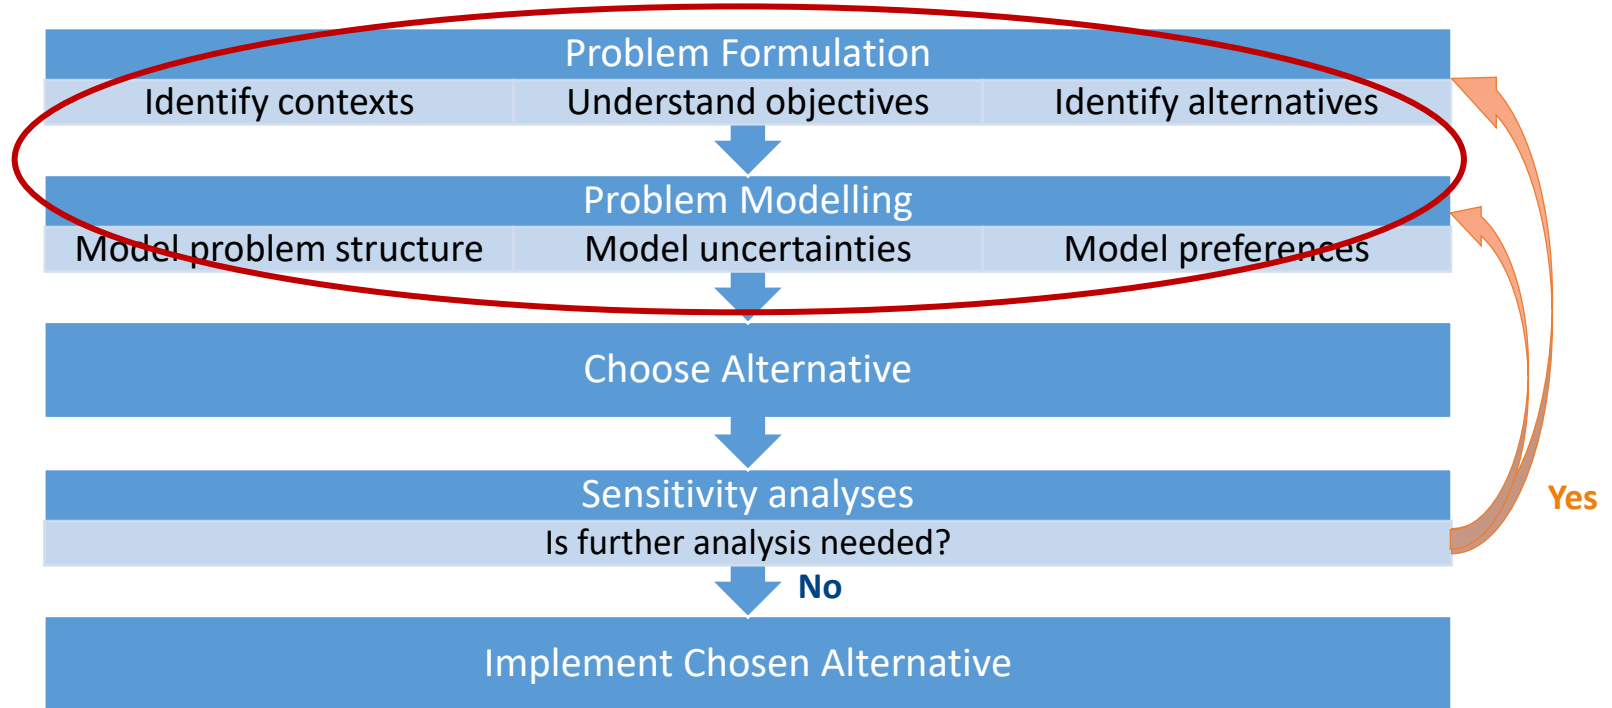 Problem Formulation
Identify contexts Understand objectives Identify alternatives
Problem Modelling
Model problem structure Model uncertainties Model preferences
Choose Alternative
Sensitivity analyses
Yes
Is further analysis needed?
No
Implement Chosen Alternative